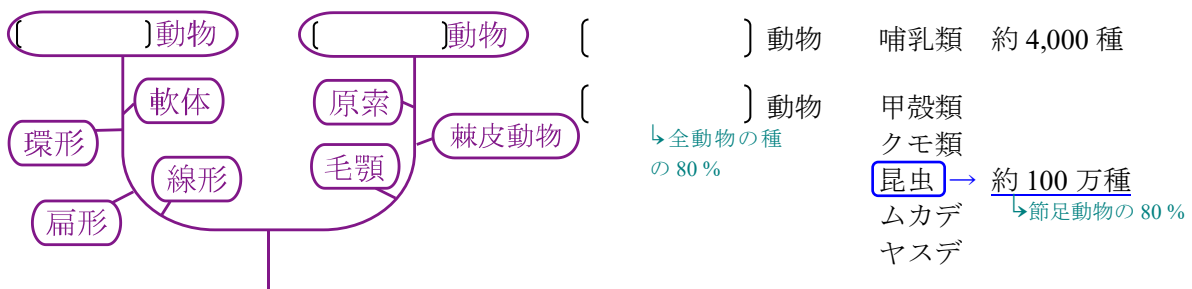 〔　　　　〕動物
〔　　　　〕動物
軟体
環形
線形
扁形
原索
棘皮動物
毛顎
〔　　　　〕動物　哺乳類　約 4,000 種
〔　　　　〕動物　甲殻類
↳全動物の種
の 80 %
クモ類
昆虫 → 約 100 万種
↳節足動物の 80 %
ムカデ
ヤスデ